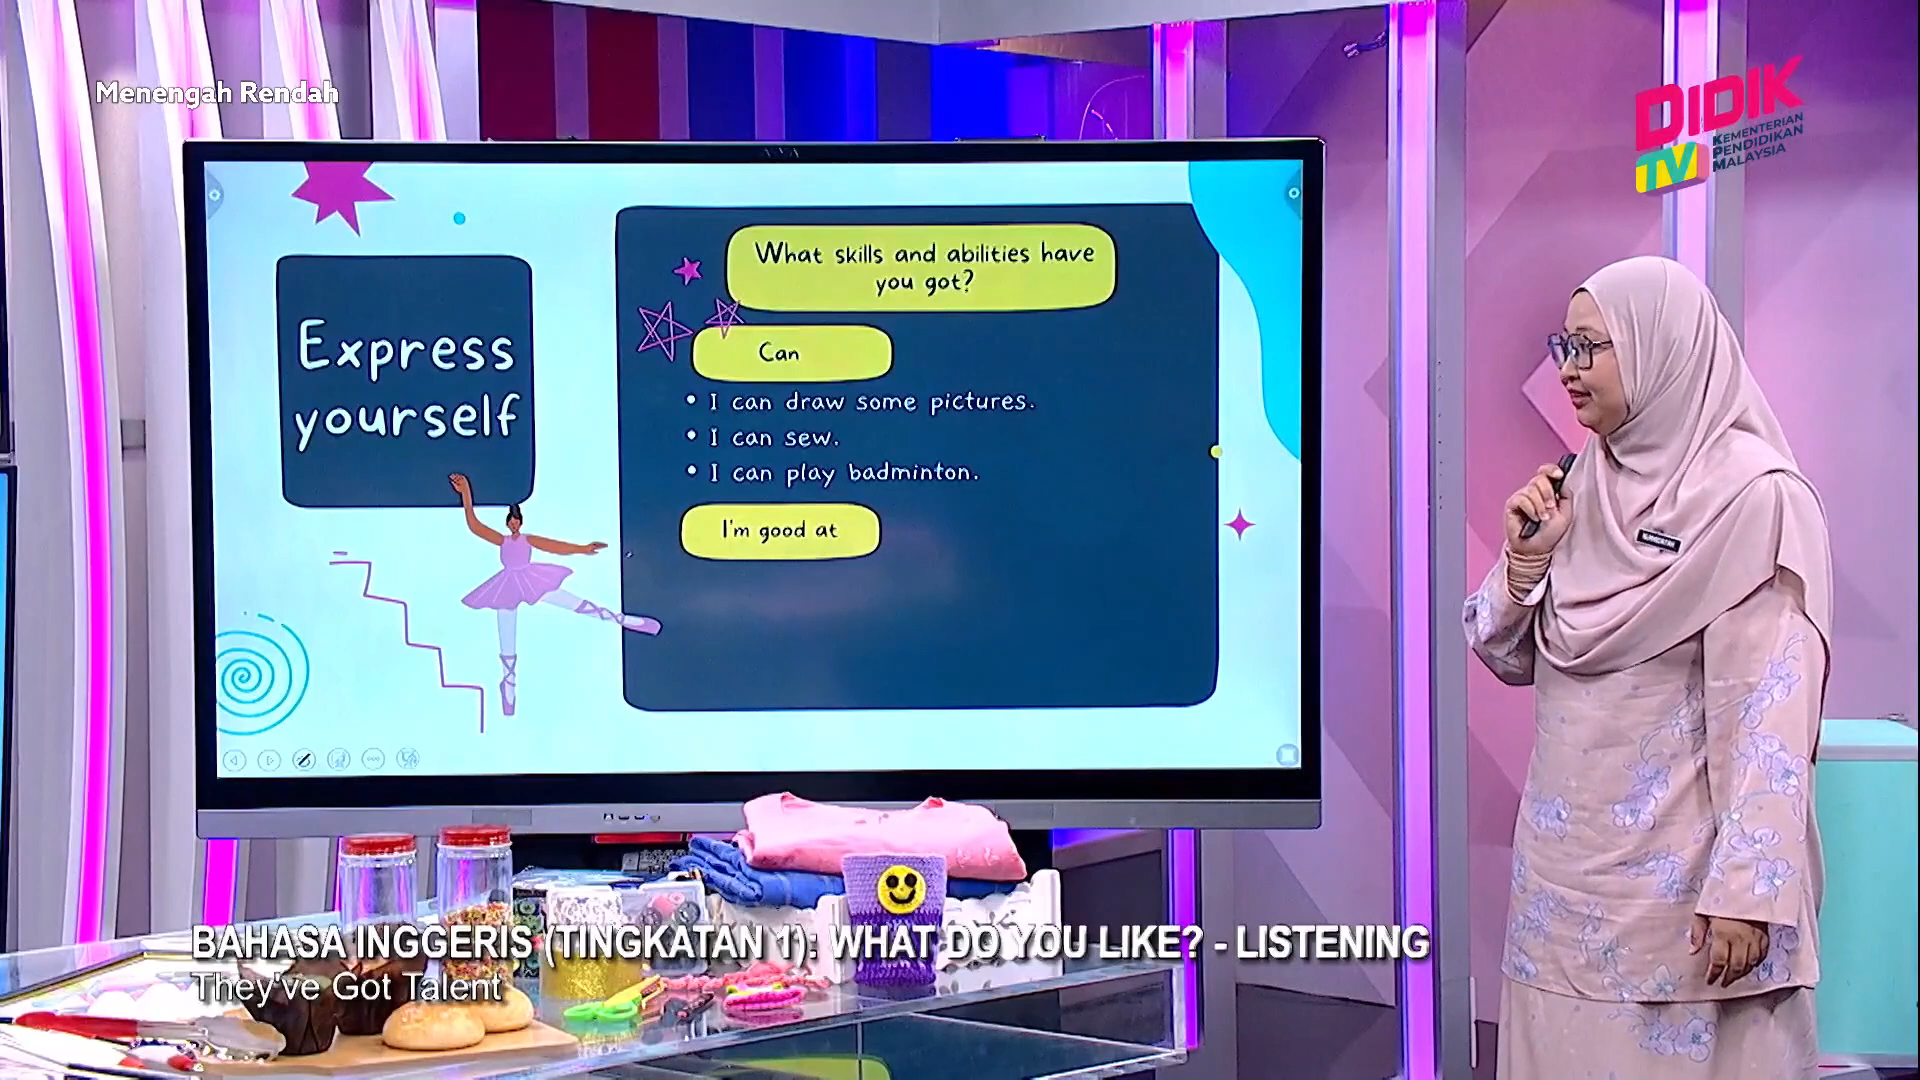 Menengah Rendah
DIDIK
TV
KEMENTERIAN
PENDIDIKAN
MALAYSIA
What skills and abilities have
you got?
Express
yourself
Can
• I can draw some pictures.
• I can sew.
• I can play badminton.
I'm good at
BAHASA INGGERIS (TINGKATAN 1): WHAT DO YOU LIKE? - LISTENING
They've Got Talent